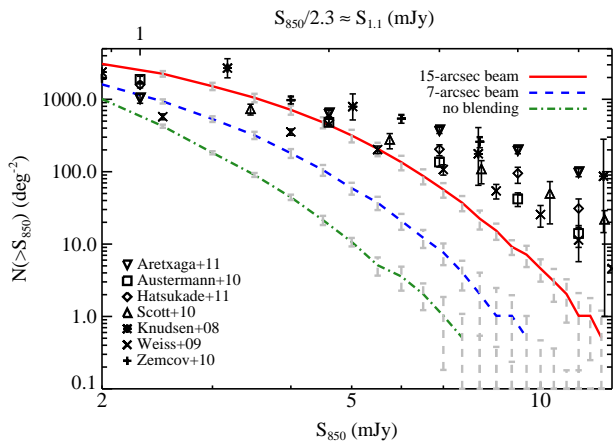 S850/2.3 ≈ S1.1 (mJy)
1
15-arcsec beam
7-arcsec beam
no blending
1000.0
100.0
10.0
1.0
0.1
N(>S850) (deg-2)
Aretxaga+11
Austermann+10
Hatsukade+11
Scott+10
Knudsen+08
Weiss+09
Zemcov+10
2
5
10
S850 (mJy)